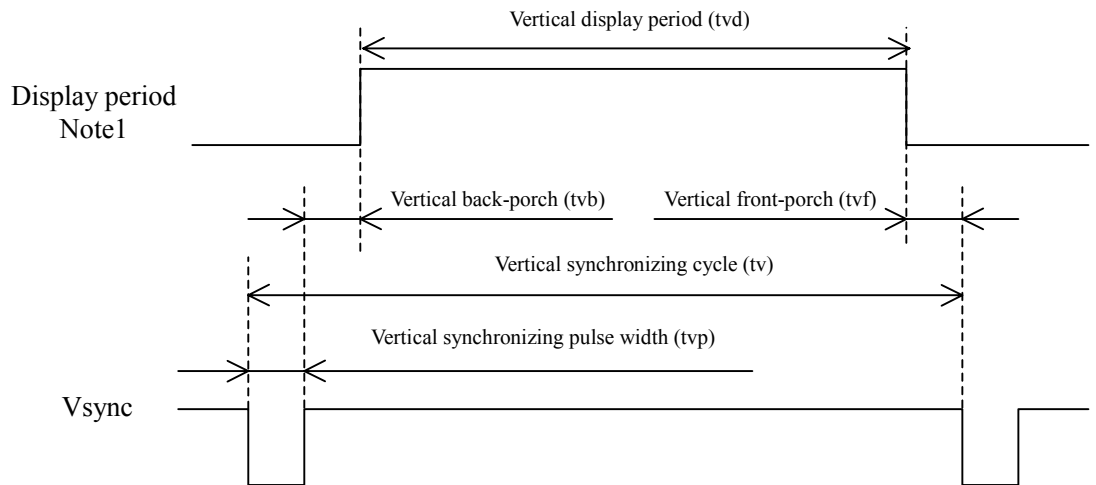 Vertical display period (tvd)
Display period
Note1
Vertical back-porch (tvb)
Vertical front-porch (tvf)
Vertical synchronizing cycle (tv)
Vertical synchronizing pulse width (tvp)
Vsync